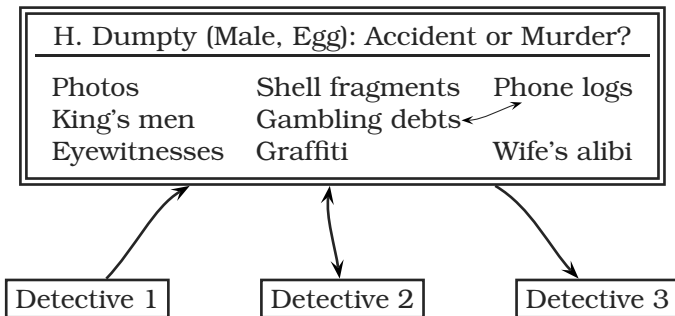 H. Dumpty (Male, Egg): Accident or Murder?
Photos Shell fragments Phone logs
King's men Gambling debts
Eyewitnesses Graffiti Wife's alibi
Detective 1 Detective 2 Detective 3